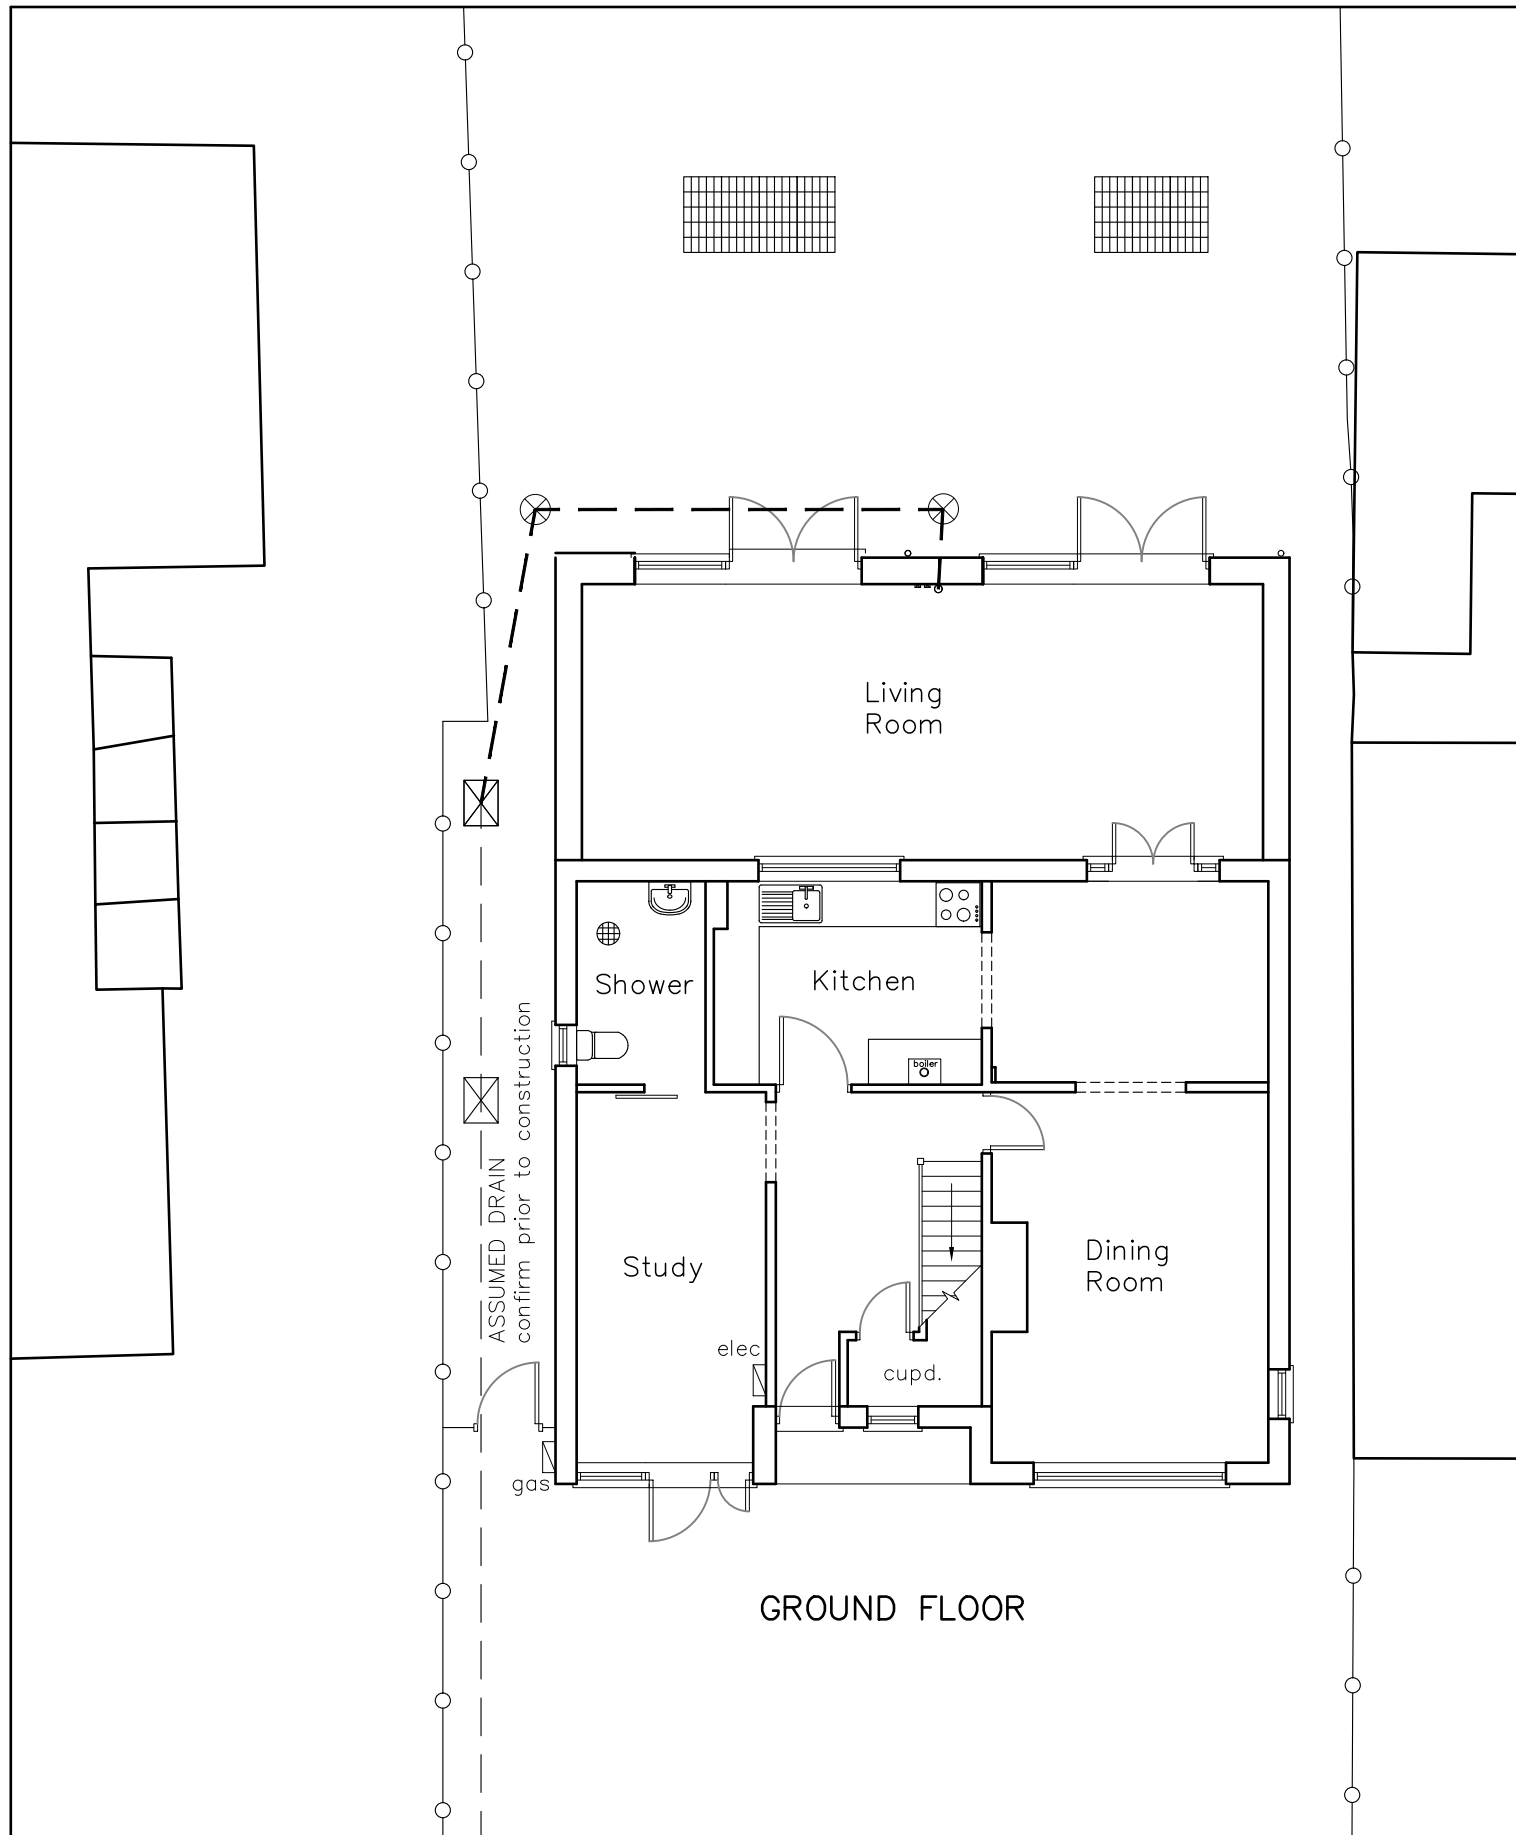 Living
Room
Shower
Kitchen
boiler
ASSUMED DRAIN
confirm prior to construction
Study
Dining
Room
elec
cupd.
gas
GROUND FLOOR